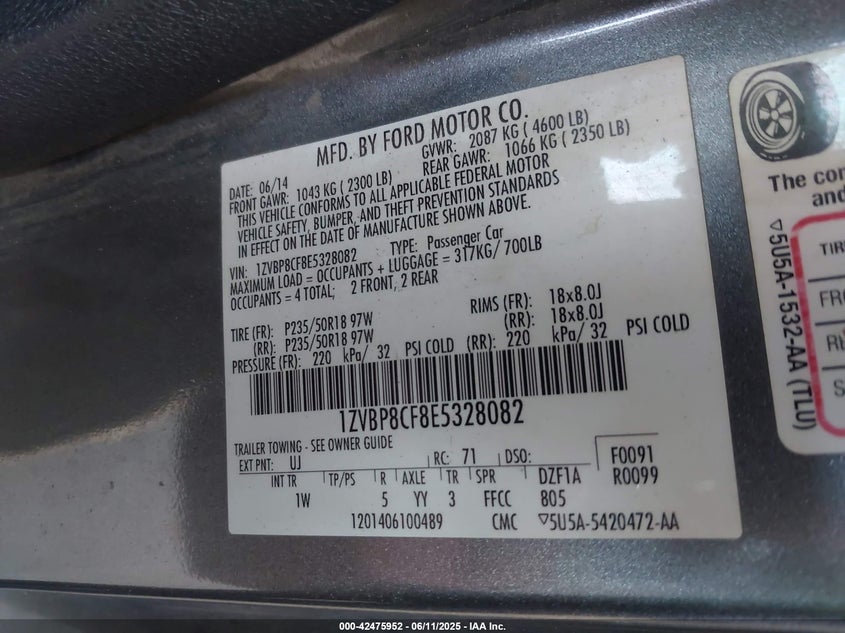 MFD. BY FORD MOTOR CO.
DATE: 06/14 GVWR: 2087 KG ( 4600 LB)
FRONT GAWR: 1043 KG ( 2300 LB) REAR GAWR: 1066 KG ( 2350 LB)
THIS VEHICLE CONFORMS TO ALL APPLICABLE FEDERAL MOTOR
VEHICLE SAFETY, BUMPER, AND THEFT PREVENTION STANDARDS
IN EFFECT ON THE DATE OF MANUFACTURE SHOWN ABOVE.
VIN: 1ZVBP8CF8E5328082 TYPE: Passenger Car
MAXIMUM LOAD = OCCUPANTS + LUGGAGE = 317KG/ 700LB
OCCUPANTS = 4 TOTAL; 2 FRONT, 2 REAR
TIRE (FR): P235/50R18 97W RIMS (FR): 18x8.0J
(RR): P235/50R18 97W (RR): 18x8.0J
PRESSURE (FR): 220 kPa/ 32 PSI COLD (RR): 220 kPa/ 32 PSI COLD
1ZVBP8CF8E5328082
TRAILER TOWING - SEE OWNER GUIDE
EXT PNT: UJ RC: 71 DSO: F0091
INT TR TP/PS R AXLE TR SPR DZF1A R0099
1W 5 YY 3 FFCC 805
1201406100489 CMC ▽5U5A-5420472-AA
The com
and
▽5U5A-1532-AA (TLU)
TIRE
FRO
RE
S
000-42475952 - 06/11/2025 - IAA Inc.